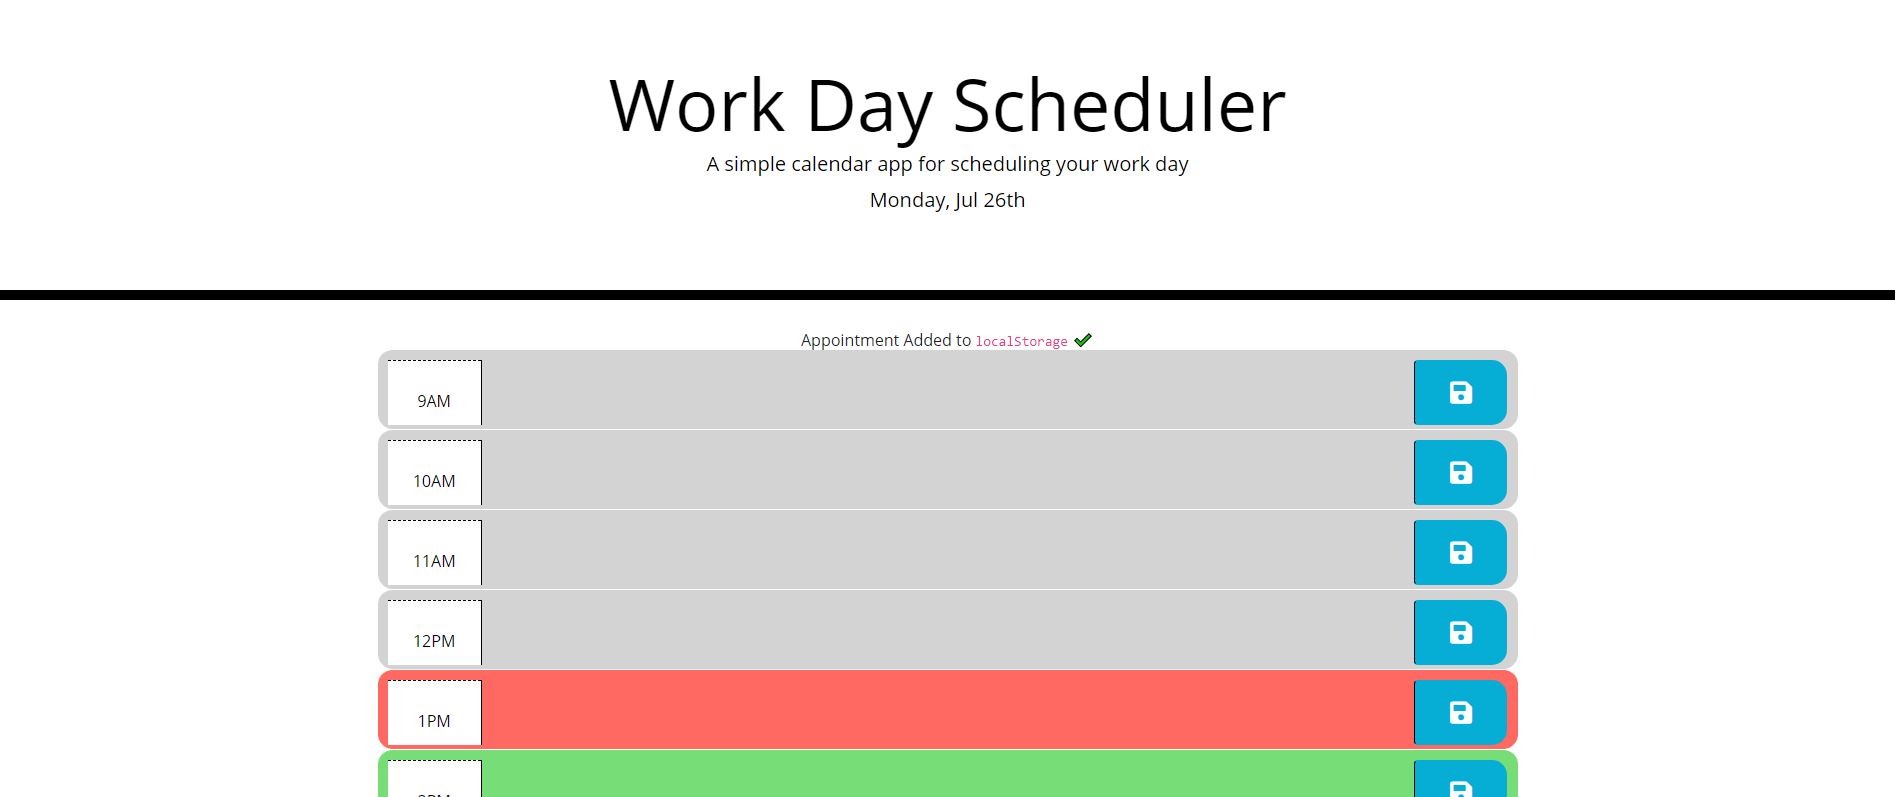 Work Day Scheduler
A simple calendar app for scheduling your work day
Monday, Jul 26th
Appointment Added to localStorage
9AM
10AM
11AM
12PM
1PM